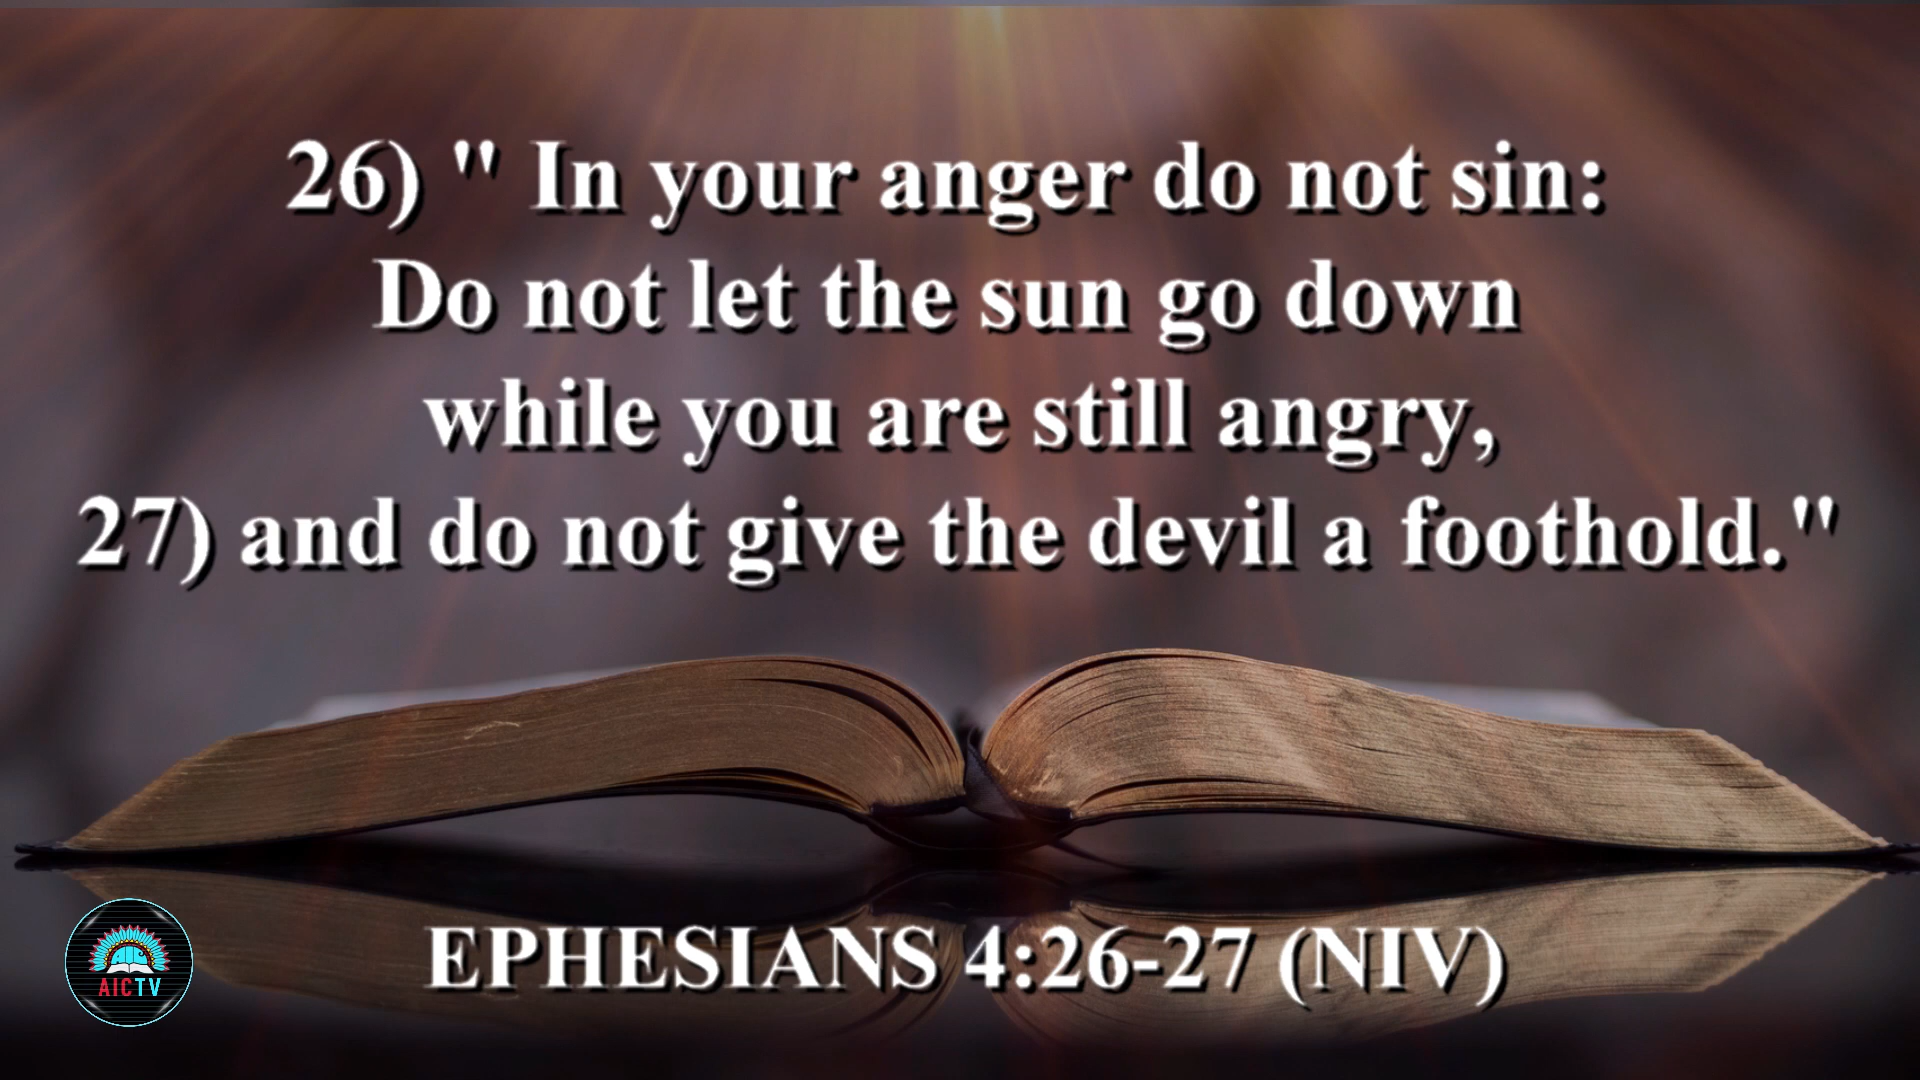 26) " In your anger do not sin:
Do not let the sun go down
while you are still angry,
27) and do not give the devil a foothold."
EPHESIANS 4:26-27 (NIV)
AIC
AICTV